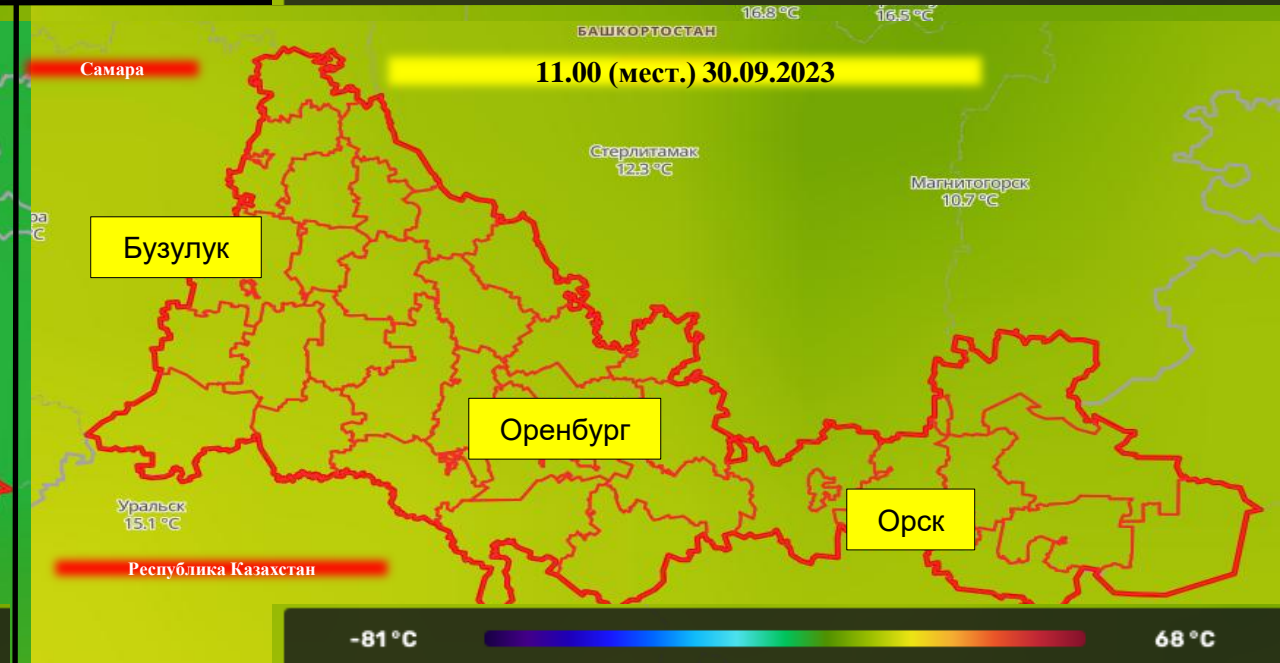 16.8 °C
16.5 °C
БАШКОРТОСТАН
Самара
11.00 (мест.) 30.09.2023
Стерлитамак
12.3 °C
Магнитогорск
10.7 °C
ра
°C
Бузулук
Оренбург
Уральск
15.1 °C
Орск
Республика Казахстан
-81 °C
68 °C